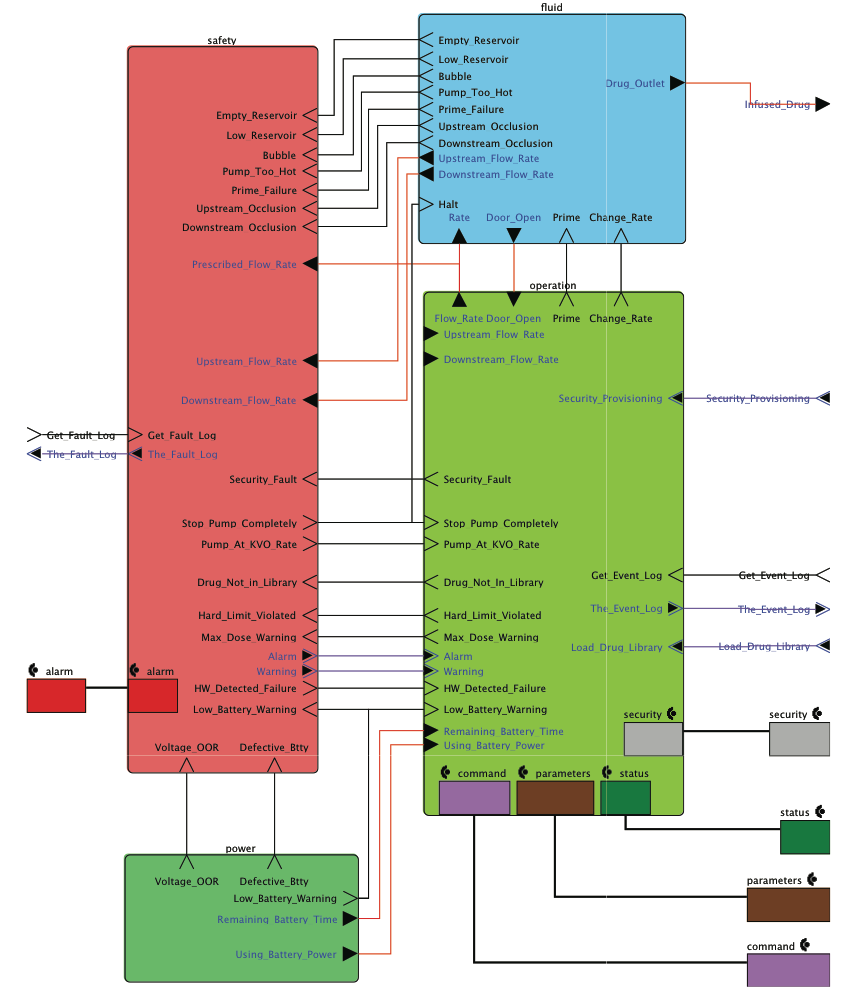 fluid
Empty_Reservoir
Low_Reservoir
Bubble
Pump_Too_Hot
Prime_Failure
Upstream_Occlusion
Downstream_Occlusion
Upstream_Flow_Rate
Downstream_Flow_Rate
Halt
Rate Door_Open Prime Change_Rate
Drug_Outlet
Infused_Drug
safety
Empty_Reservoir
Low_Reservoir
Bubble
Pump_Too_Hot
Prime_Failure
Upstream_Occlusion
Downstream_Occlusion
Prescribed_Flow_Rate
Upstream_Flow_Rate
Downstream_Flow_Rate
Get_Fault_Log Get_Fault_Log
The_Fault_Log The_Fault_Log
Security_Fault
Stop_Pump_Completely
Pump_At_KVO_Rate
Drug_Not_in_Library
Hard_Limit_Violated
Max_Dose_Warning
Alarm
Warning
HW_Detected_Failure
Low_Battery_Warning
alarm alarm
Voltage_OOR Defective_Btty
operation
Flow_Rate Door_Open Prime Change_Rate
Upstream_Flow_Rate
Downstream_Flow_Rate
Security_Provisioning Security_Provisioning
Security_Fault
Stop_Pump_Completely
Pump_At_KVO_Rate
Get_Event_Log Get_Event_Log
Drug_Not_In_Library
The_Event_Log The_Event_Log
Hard_Limit_Violated
Max_Dose_Warning
Load_Drug_Library Load_Drug_Library
Alarm
Warning
HW_Detected_Failure
Low_Battery_Warning
security security
Remaining_Battery_Time
Using_Battery_Power
command parameters status
status
parameters
command
power
Voltage_OOR Defective_Btty
Low_Battery_Warning
Remaining_Battery_Time
Using_Battery_Power